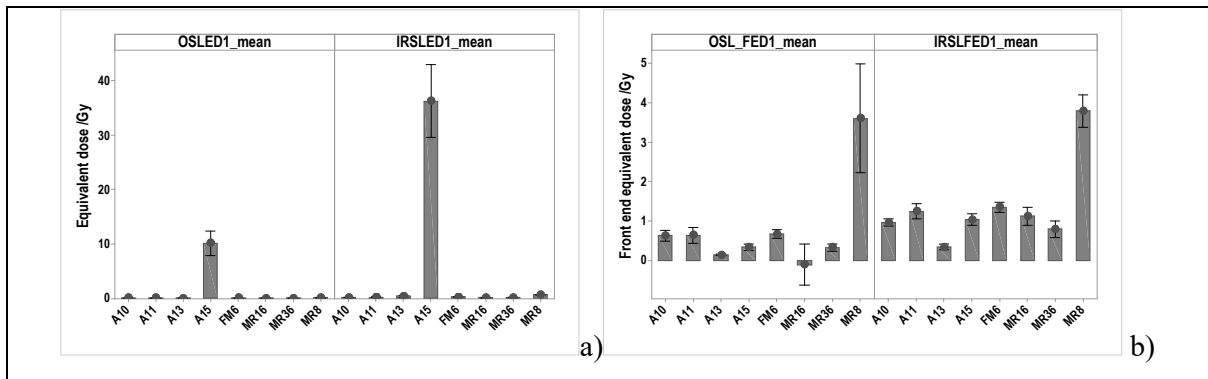 OSLED1_mean IRSLED1_mean
Equivalent dose /Gy
40
30
20
10
0
A10 A11 A13 A15 FM6 MR16 MR36 MR8 A10 A11 A13 A15 FM6 MR16 MR36 MR8
a)
OSL_FED1_mean IRSLFED1_mean
Front end equivalent dose /Gy
5
4
3
2
1
0
A10 A11 A13 A15 FM6 MR16 MR36 MR8 A10 A11 A13 A15 FM6 MR16 MR36 MR8
b)